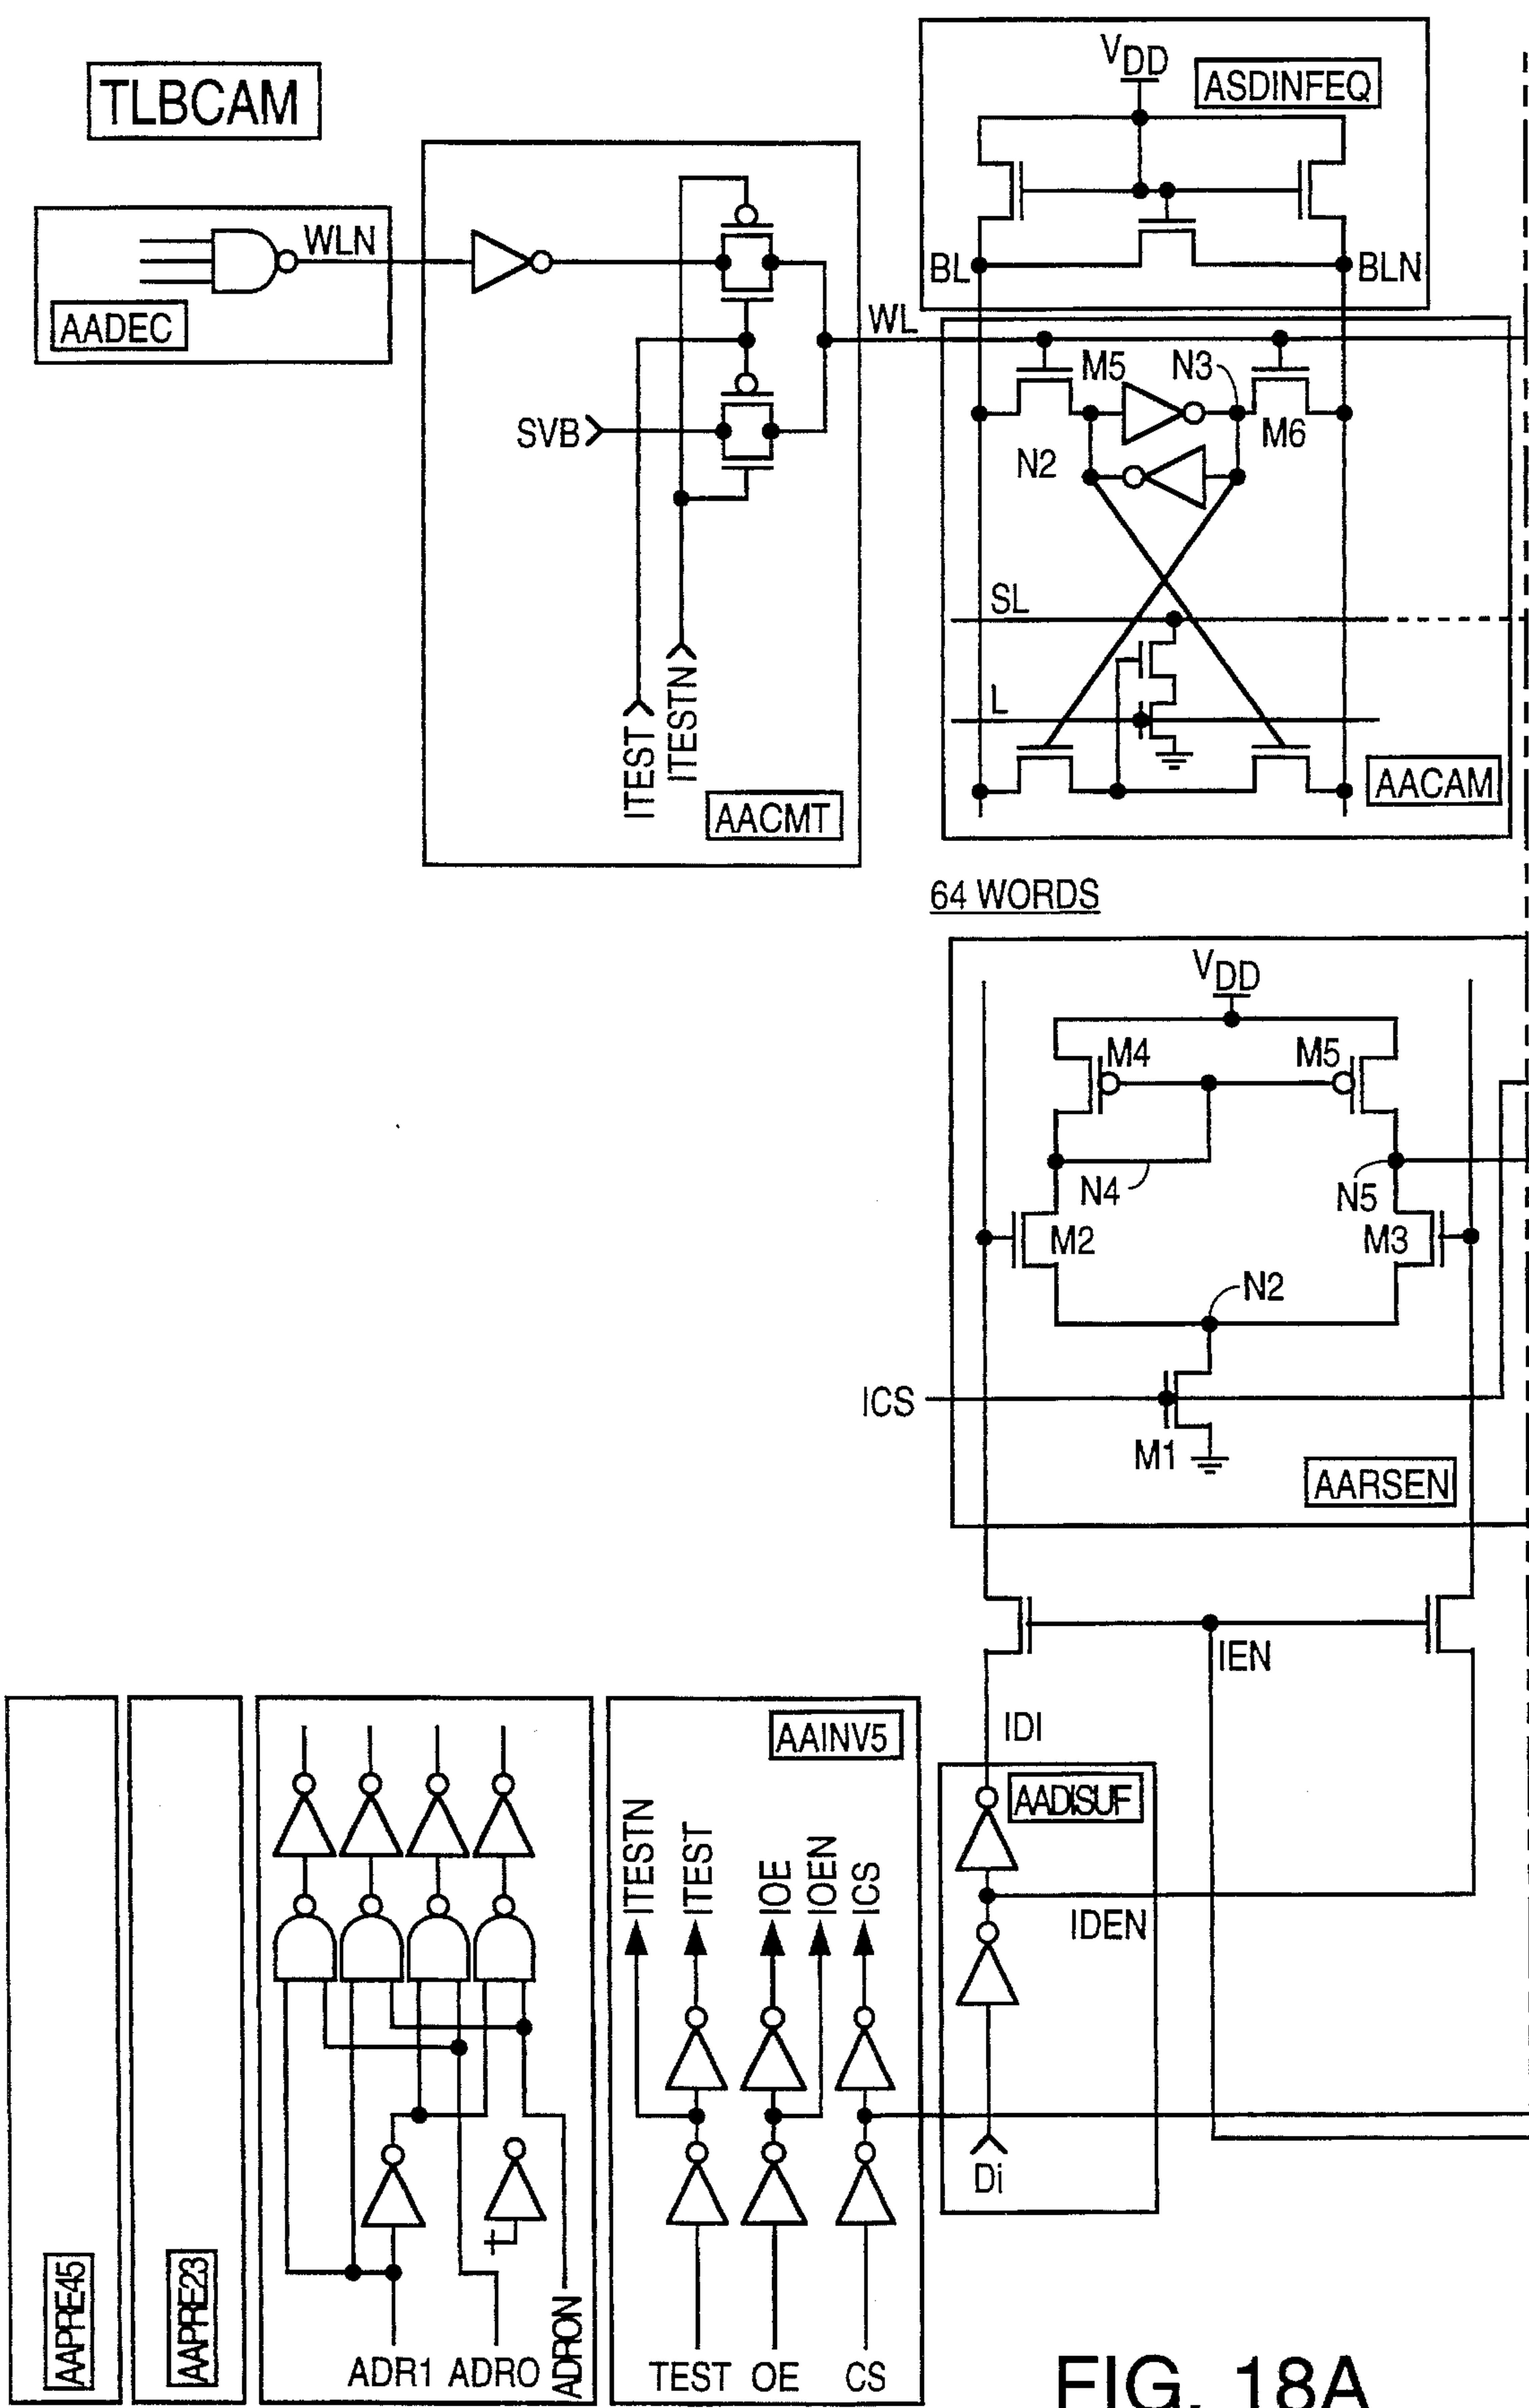 TLBCAM
VDD
ASDINFEQ
WLN
AADEC
BL
BLN
WL
M5
N3
SVB
N2
M6
SL
L
ITEST
ITESTN
AACMT
AACAM
64 WORDS
VDD
M4
M5
N4
N5
M2
M3
N2
ICS
M1
AARSEN
IEN
IDI
AAINV5
AADISUF
ITESTN
ITEST
IOE
IOEN
ICS
IDEN
Di
AAPRE45
AAPRE23
ADR1
ADRO
ADRON
TEST
OE
CS
FIG. 18A